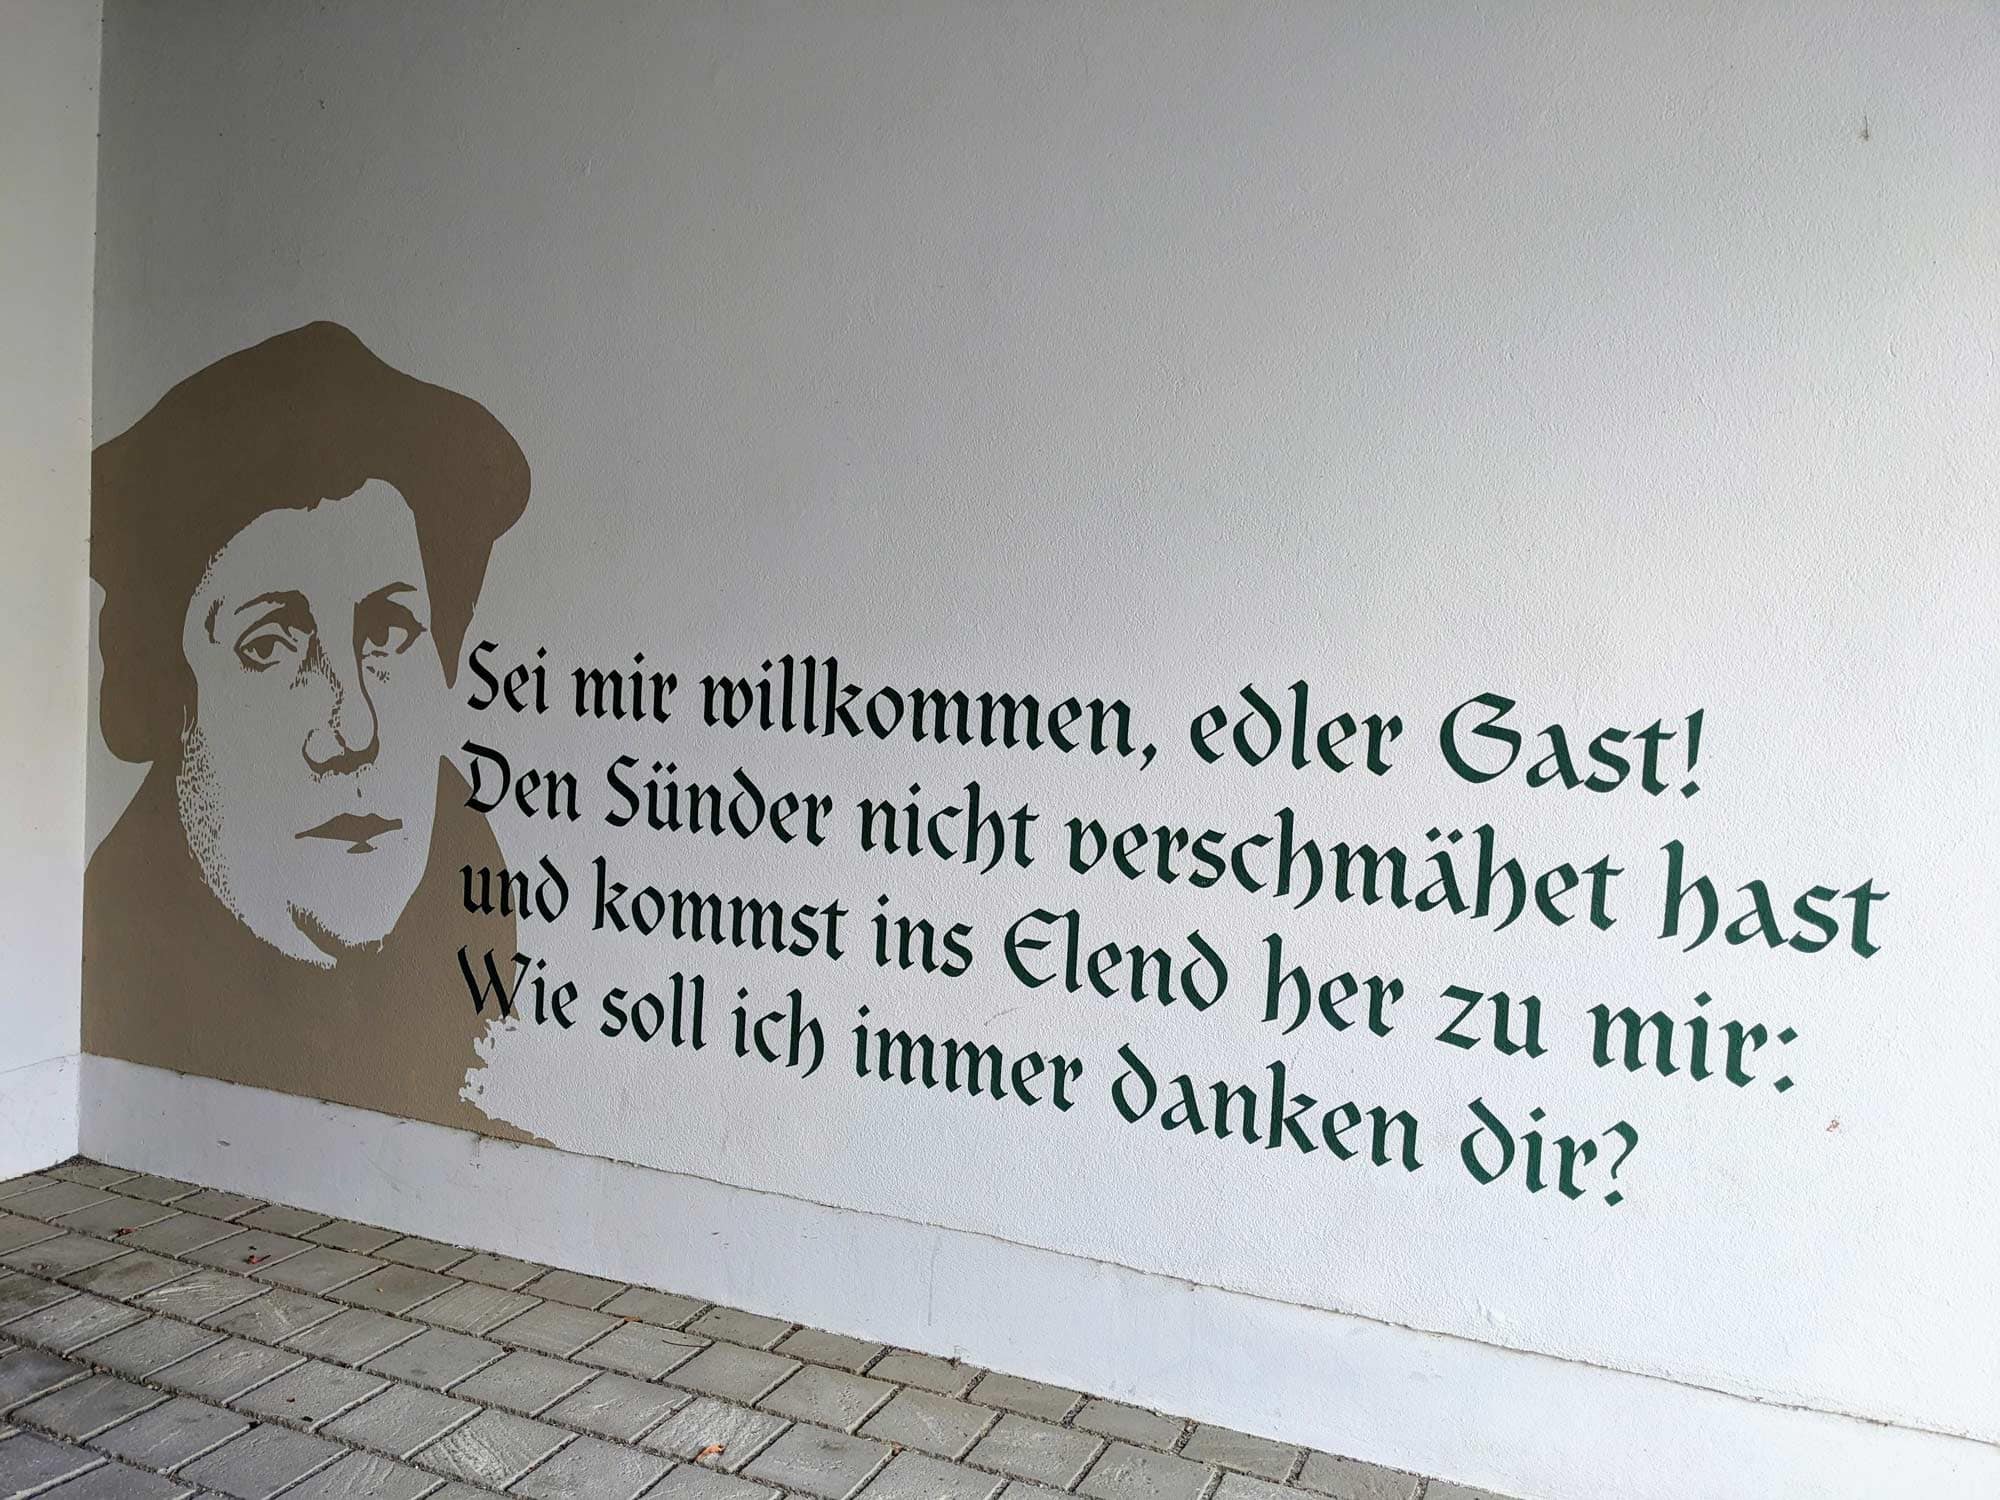 Sei mir willkommen, edler Gast!
Den Sünder nicht verschmähet hast
und kommst ins Elend her zu mir:
Wie soll ich immer danken dir?